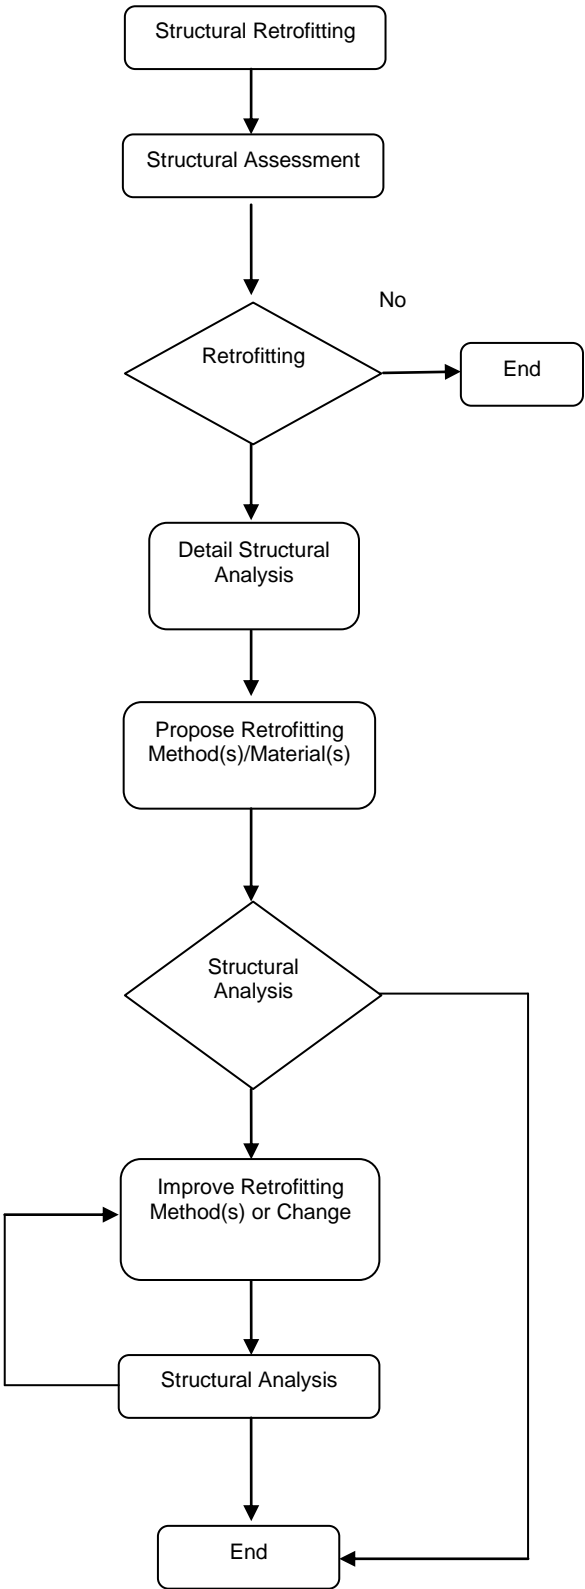 Structural Retrofitting
Structural Assessment
No
Retrofitting
End
Detail Structural
Analysis
Propose Retrofitting
Method(s)/Material(s)
Structural
Analysis
Improve Retrofitting
Method(s) or Change
Structural Analysis
End